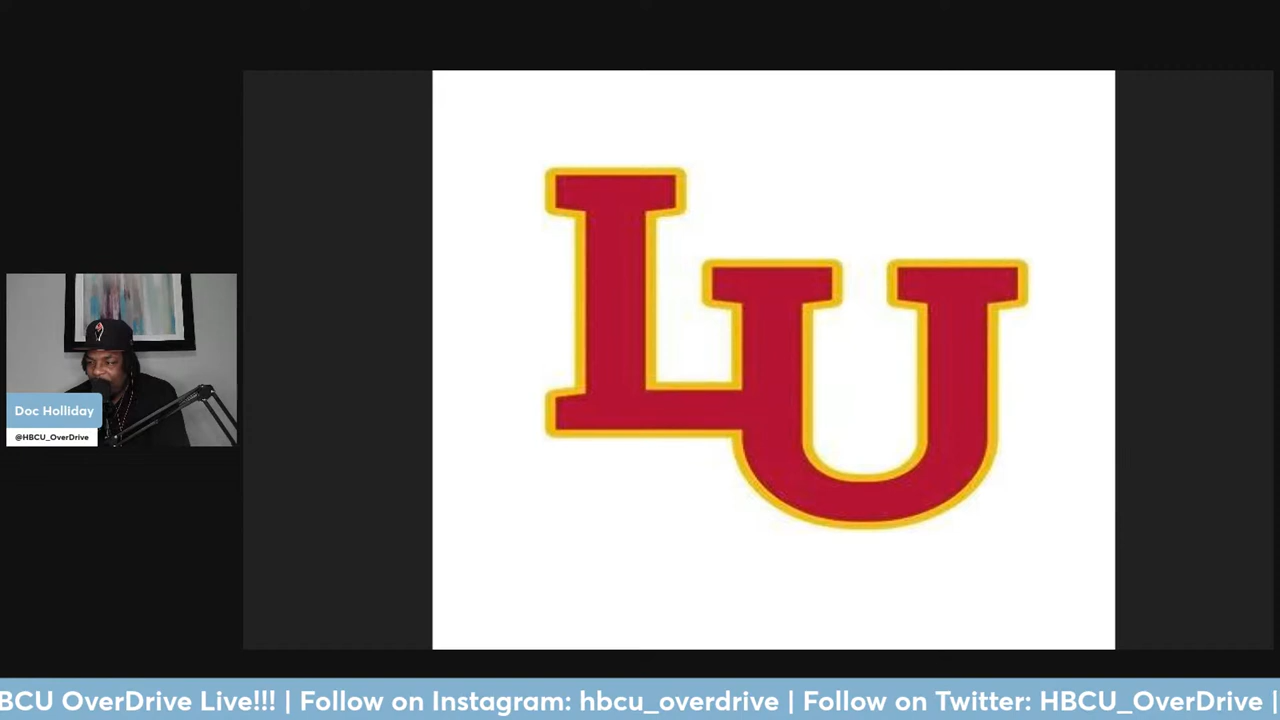 LU
Doc Holliday
@HBCU_OverDrive
BCU OverDrive Live!!! | Follow on Instagram: hbcu_overdrive | Follow on Twitter: HBCU_OverDrive |